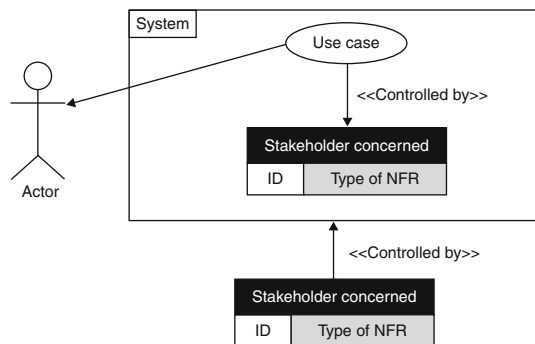 System
Use case
<<Controlled by>>
Stakeholder concerned
ID Type of NFR
Actor
<<Controlled by>>
Stakeholder concerned
ID Type of NFR